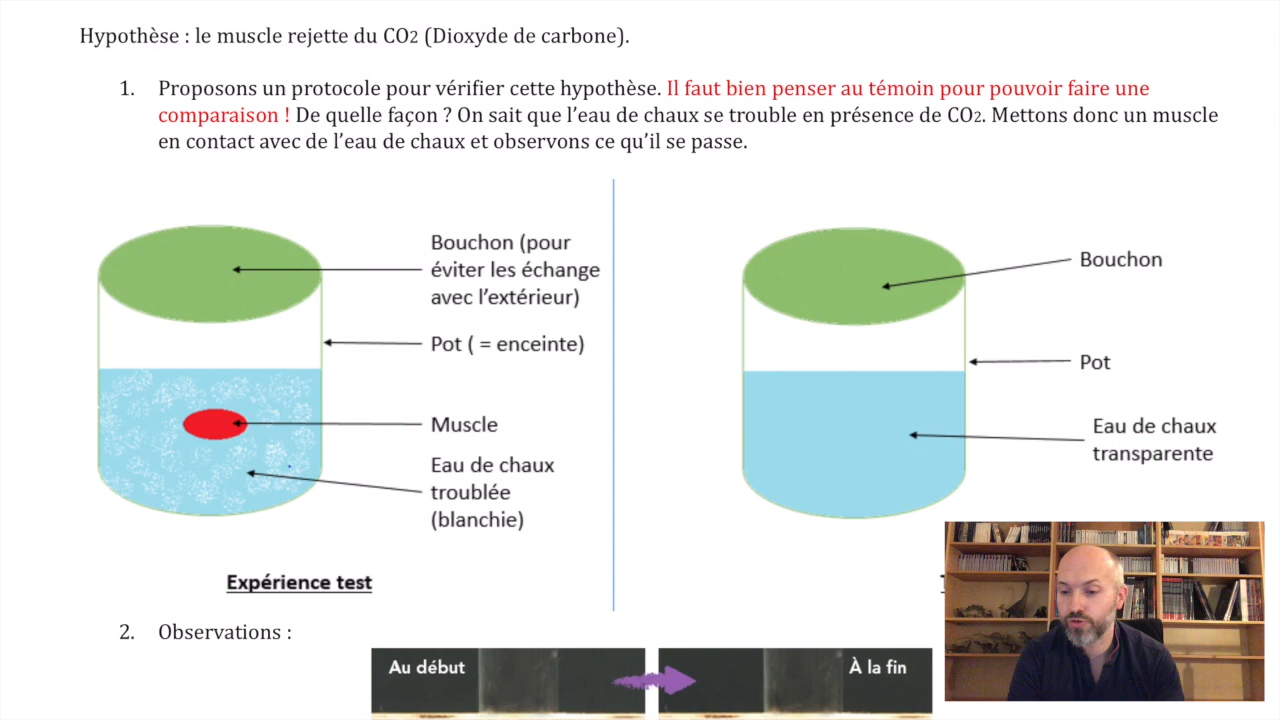 Hypothèse : le muscle rejette du CO2 (Dioxyde de carbone).
1. Proposons un protocole pour vérifier cette hypothèse. Il faut bien penser au témoin pour pouvoir faire une
comparaison ! De quelle façon ? On sait que l’eau de chaux se trouble en présence de CO2. Mettons donc un muscle
en contact avec de l’eau de chaux et observons ce qu’il se passe.
Bouchon (pour
éviter les échange
avec l’extérieur)
Pot ( = enceinte)
Muscle
Eau de chaux
troublée
(blanchie)
Expérience test
Bouchon
Pot
Eau de chaux
transparente
2. Observations :
Au début
À la fin